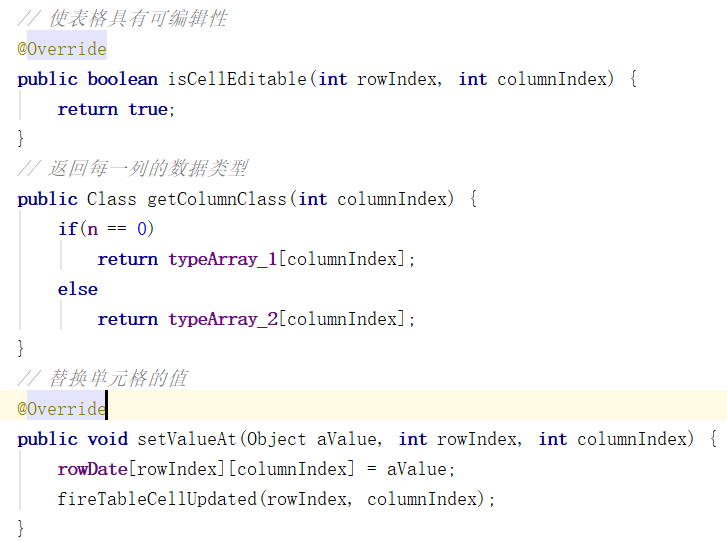 // 使表格具有可编辑性
@Override
public boolean isCellEditable(int rowIndex, int columnIndex) {
    return true;
}
// 返回每一列的数据类型
public Class getColumnClass(int columnIndex) {
    if(n == 0)
        return typeArray_1[columnIndex];
    else
        return typeArray_2[columnIndex];
}
// 替换单元格的值
@Override
public void setValueAt(Object aValue, int rowIndex, int columnIndex) {
    rowDate[rowIndex][columnIndex] = aValue;
    fireTableCellUpdated(rowIndex, columnIndex);
}